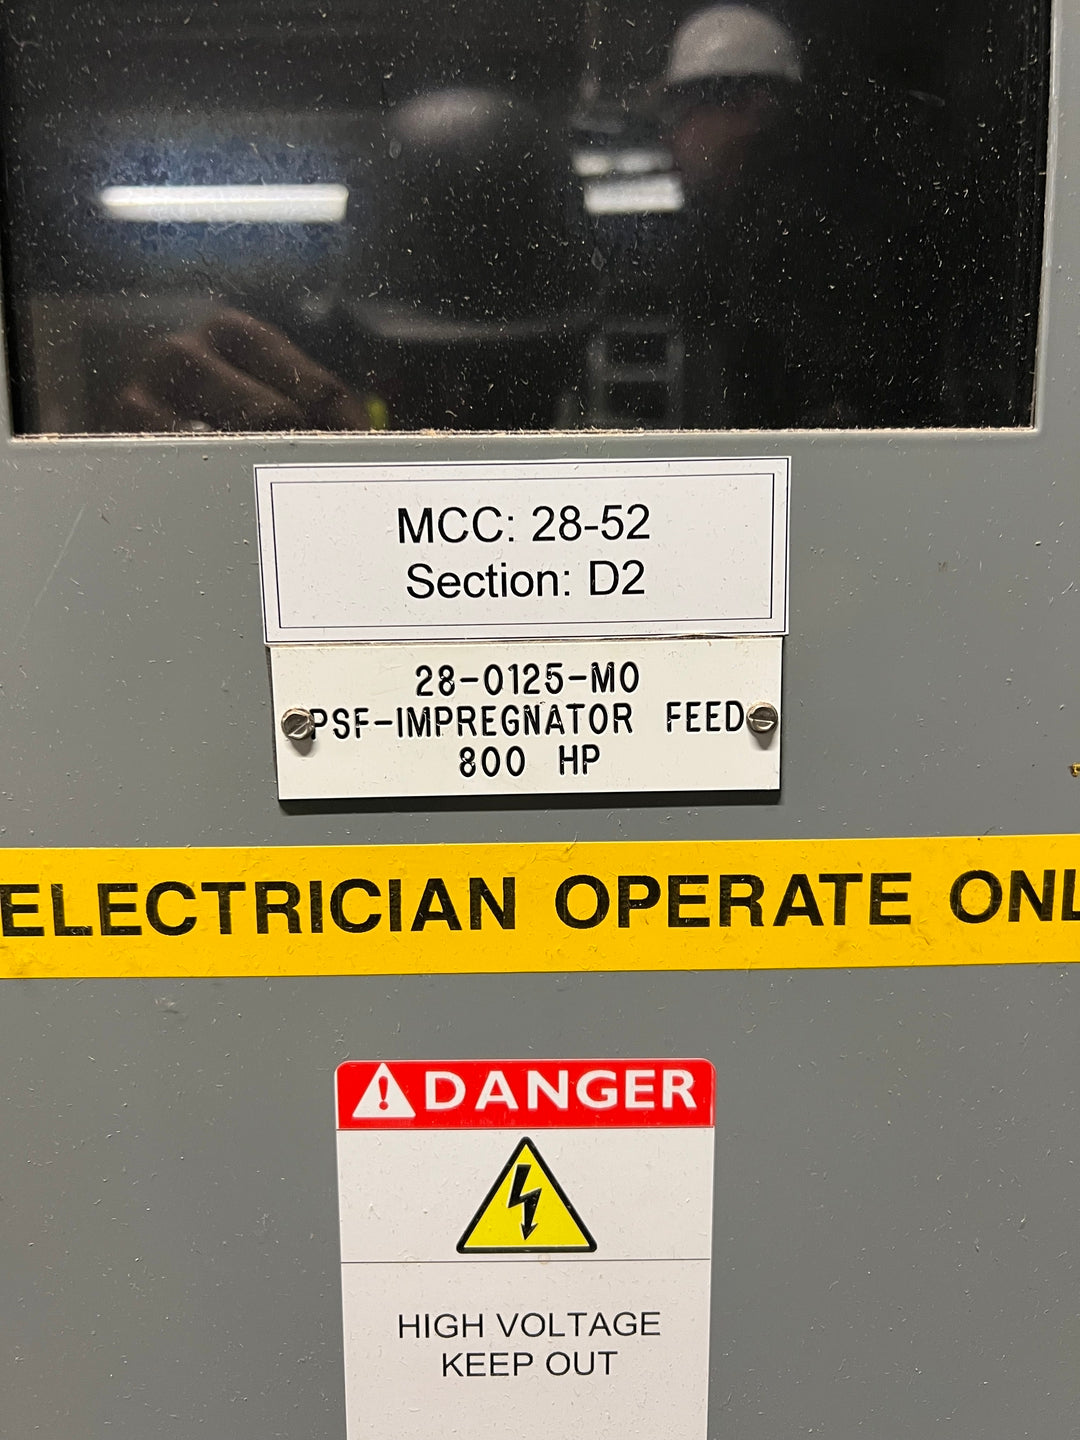 MCC: 28-52
Section: D2
28-0125-MO
PSF-IMPREGNATOR FEED
800 HP
ELECTRICIAN OPERATE ONL
DANGER
HIGH VOLTAGE
KEEP OUT